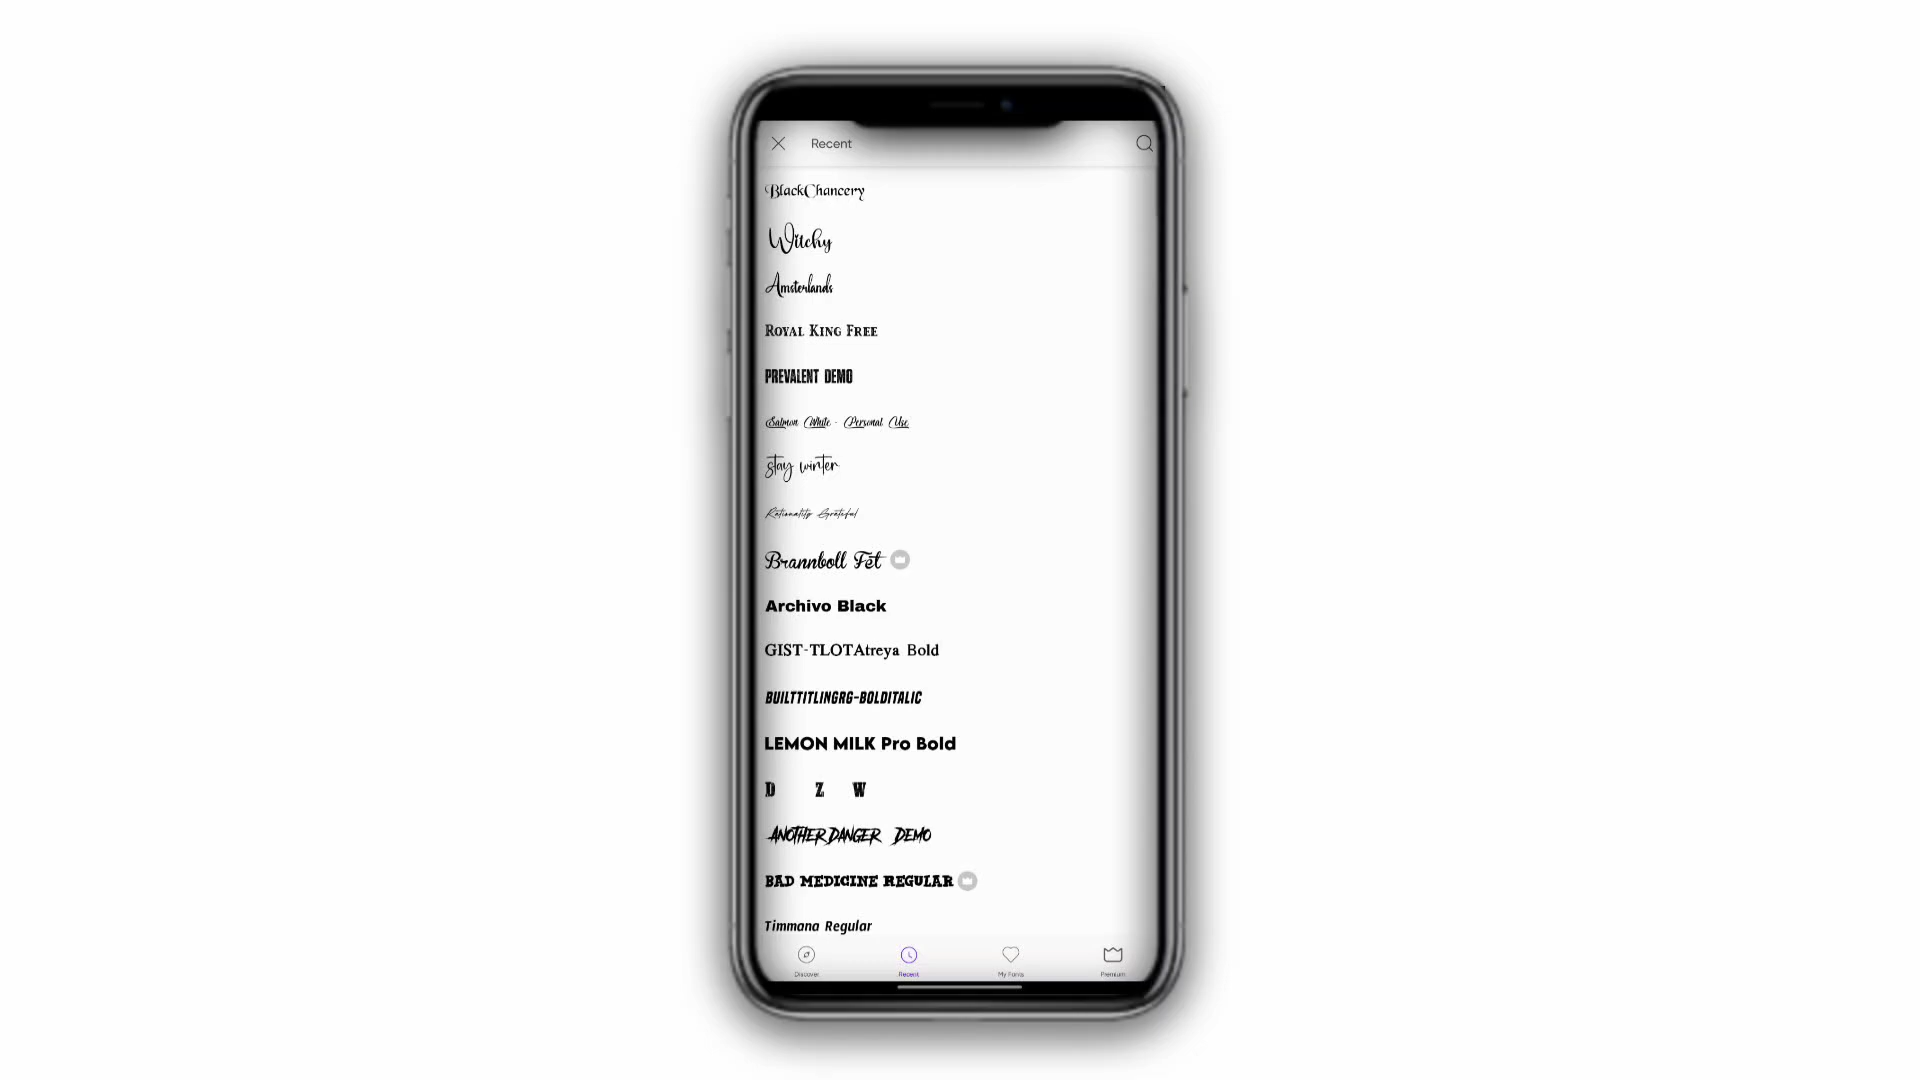 Recent
BlackChancery
Witchy
Amsterlands
ROYAL KING FREE
PREVALENT DEMO
Salmon White - Personal Use
stay winter
Rationality Grateful
Brannboll Fet
Archivo Black
GIST-TLOTAtreya Bold
BUILTTITLINGRG-BOLDITALIC
LEMON MILK Pro Bold
D Z W
ANOTHER DANGER DEMO
BAD MEDICINE REGULAR
Timmana Regular
Discover Recent My Fonts Premium